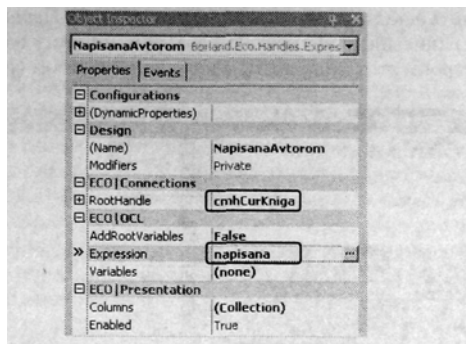 Object Inspector
NapisanaAvtorom Borland.Eco.Handles.Expres
Properties Events
Configurations
(DynamicProperties)
Design
(Name) NapisanaAvtorom
Modifiers Private
ECO|Connections
RootHandle cmhCurKniga
ECO|OCL
AddRootVariables False
Expression napisana ...
Variables (none)
ECO|Presentation
Columns (Collection)
Enabled True